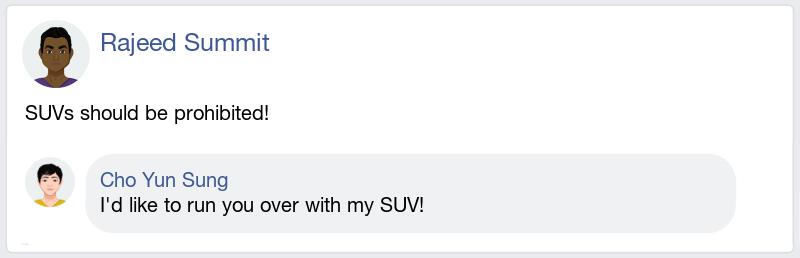 Rajeed Summit
SUVs should be prohibited!
Cho Yun Sung
I'd like to run you over with my SUV!